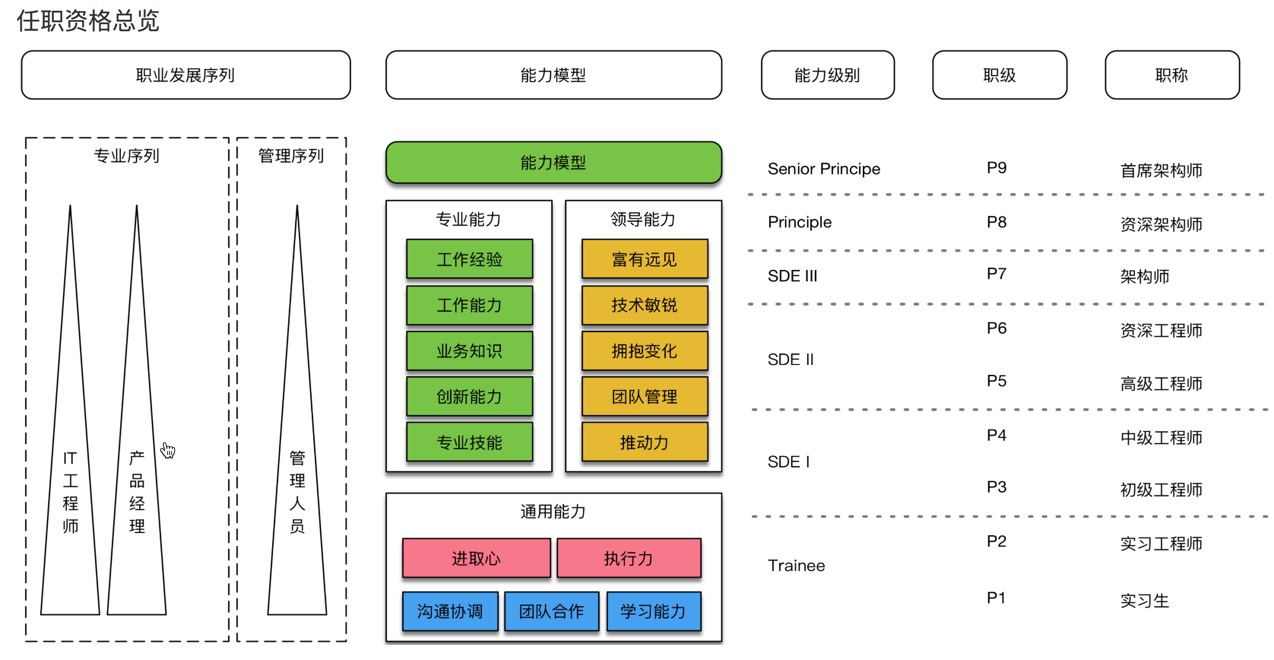 任职资格总览
职业发展序列
能力模型
能力级别
职级
职称
专业序列
管理序列
IT工程师
产品经理
管理人员
能力模型
专业能力
工作经验
工作能力
业务知识
创新能力
专业技能
领导能力
富有远见
技术敏锐
拥抱变化
团队管理
推动力
通用能力
进取心
执行力
沟通协调
团队合作
学习能力
Senior Principe
P9
首席架构师
Principle
P8
资深架构师
SDE III
P7
架构师
SDE II
P6
资深工程师
P5
高级工程师
SDE I
P4
中级工程师
P3
初级工程师
Trainee
P2
实习工程师
P1
实习生